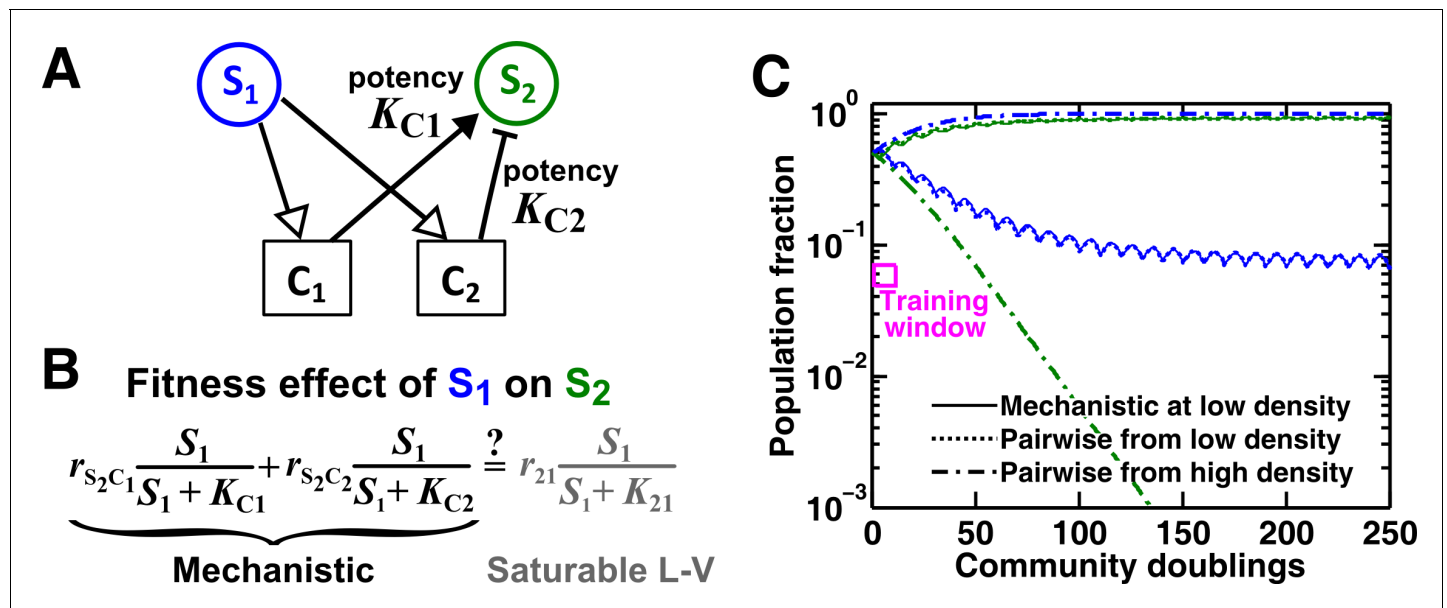 A
S1
S2
potency
KC1
potency
KC2
C1
C2
B
Fitness effect of S1 on S2
rS2C1 S1/(S1 + KC1) + rS2C2 S1/(S1 + KC2) =? r21 S1/(S1 + K21)
Mechanistic
Saturable L-V
C
Population fraction
10^0
10^-1
10^-2
10^-3
Training
window
Mechanistic at low density
Pairwise from low density
Pairwise from high density
0 50 100 150 200 250
Community doublings